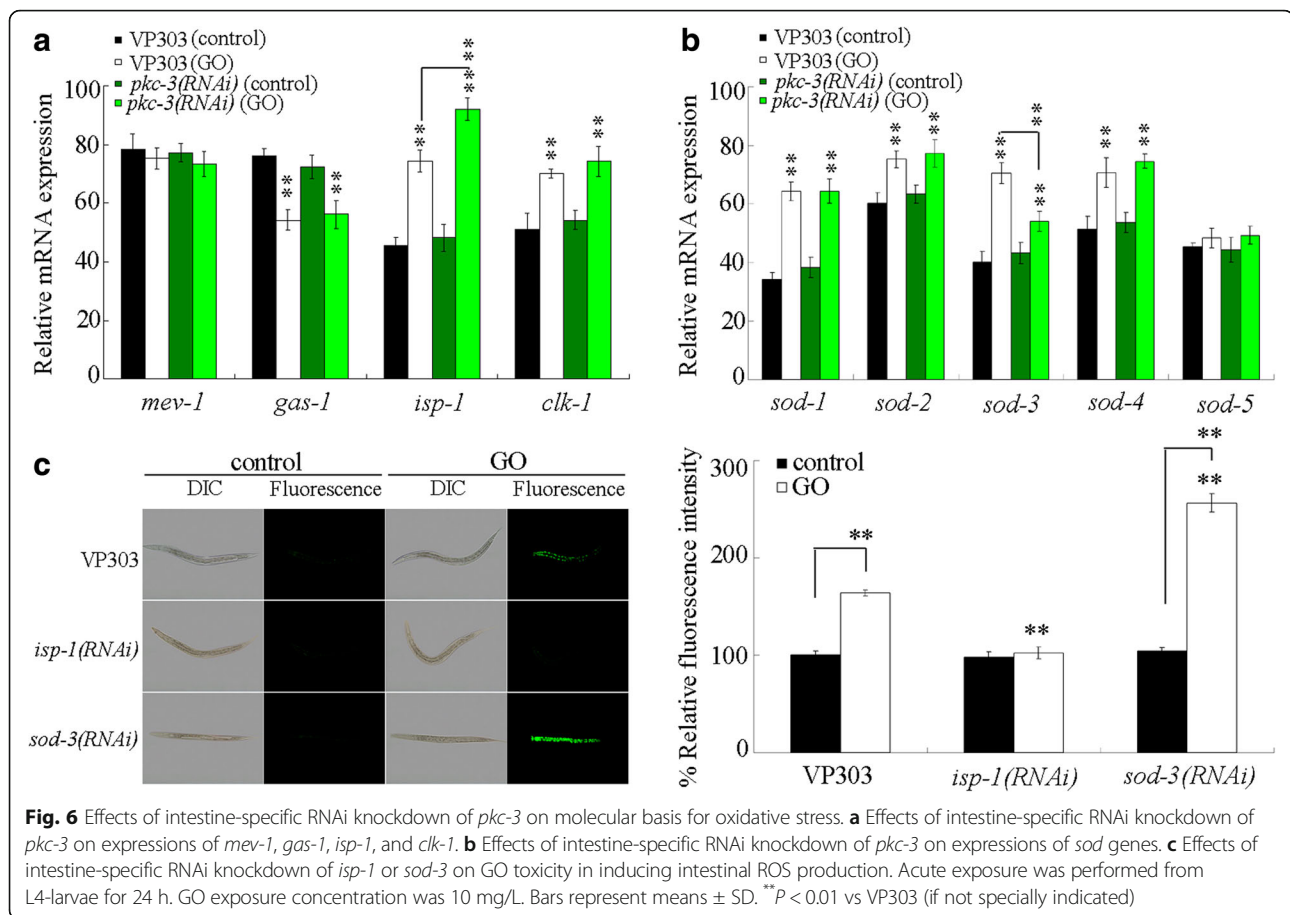 a
VP303 (control)
VP303 (GO)
pkc-3(RNAi) (control)
pkc-3(RNAi) (GO)
Relative mRNA expression
100
80
60
40
20
0
**
**
**
** **
**
**
mev-1
gas-1
isp-1
clk-1
b
VP303 (control)
VP303 (GO)
pkc-3(RNAi) (control)
pkc-3(RNAi) (GO)
Relative mRNA expression
100
80
60
40
20
0
**
**
**
**
**
**
**
**
**
sod-1
sod-2
sod-3
sod-4
sod-5
c
control
GO
DIC
Fluorescence
DIC
Fluorescence
VP303
isp-1(RNAi)
sod-3(RNAi)
control
GO
% Relative fluorescence intensity
300
200
100
0
**
**
**
**
VP303
isp-1(RNAi)
sod-3(RNAi)
Fig. 6 Effects of intestine-specific RNAi knockdown of pkc-3 on molecular basis for oxidative stress. a Effects of intestine-specific RNAi knockdown of
pkc-3 on expressions of mev-1, gas-1, isp-1, and clk-1. b Effects of intestine-specific RNAi knockdown of pkc-3 on expressions of sod genes. c Effects of
intestine-specific RNAi knockdown of isp-1 or sod-3 on GO toxicity in inducing intestinal ROS production. Acute exposure was performed from
L4-larvae for 24 h. GO exposure concentration was 10 mg/L. Bars represent means ± SD. **P < 0.01 vs VP303 (if not specially indicated)